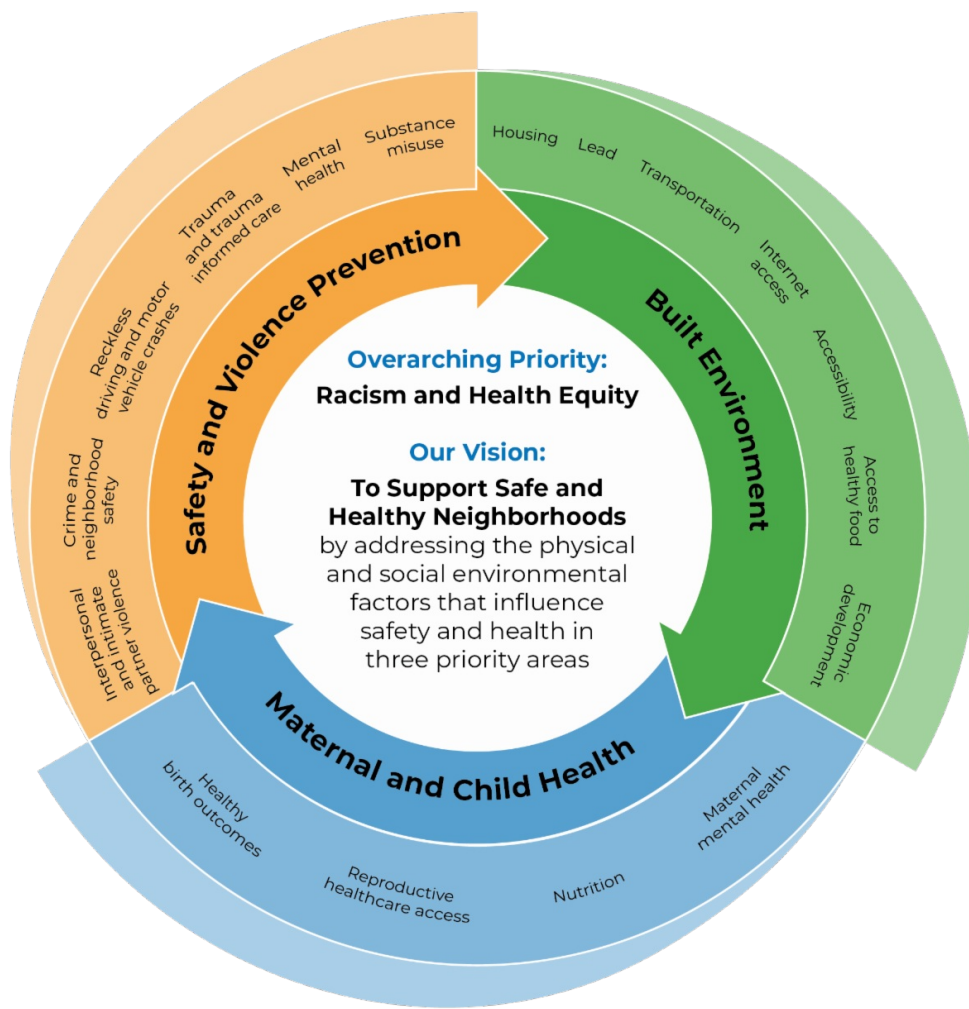 Overarching Priority:
Racism and Health Equity
Our Vision:
To Support Safe and
Healthy Neighborhoods
by addressing the physical
and social environmental
factors that influence
safety and health in
three priority areas
Safety and Violence Prevention
Interpersonal
and intimate
partner violence
Crime and
neighborhood
safety
Reckless
driving and motor
vehicle crashes
Trauma
and trauma
informed care
Mental
health
Substance
misuse
Built Environment
Housing
Lead
Transportation
Internet
access
Accessibility
Access to
healthy food
Economic
development
Maternal and Child Health
Healthy
birth outcomes
Reproductive
healthcare access
Nutrition
Maternal
mental health